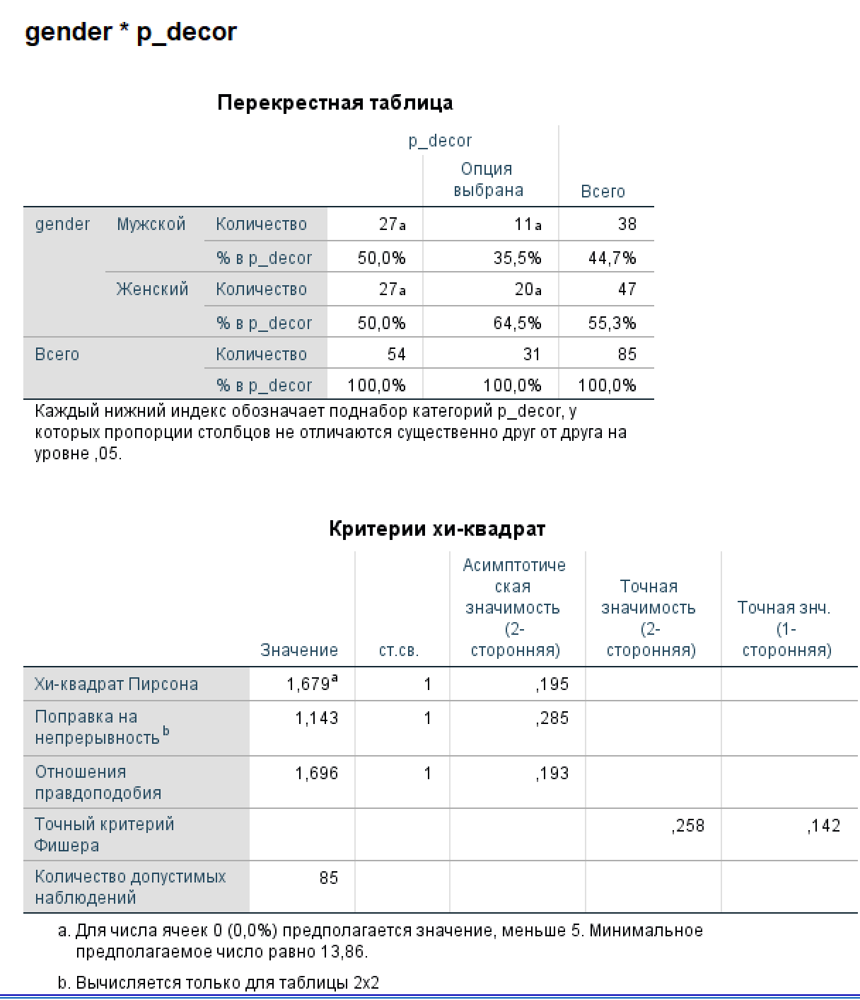 gender * p_decor
Перекрестная таблица
p_decor
Опция
выбрана
Всего
gender Мужской Количество 27a 11a 38
% в p_decor 50,0% 35,5% 44,7%
Женский Количество 27a 20a 47
% в p_decor 50,0% 64,5% 55,3%
Всего Количество 54 31 85
% в p_decor 100,0% 100,0% 100,0%
Каждый нижний индекс обозначает поднабор категорий p_decor, у
которых пропорции столбцов не отличаются существенно друг от друга на
уровне ,05.
Критерии хи-квадрат
Значение
ст.св.
Асимптотиче
ская
значимость
(2-
сторонняя)
Точная
значимость
(2-
сторонняя)
Точная знч.
(1-
сторонняя)
Хи-квадрат Пирсона 1,679a 1 ,195
Поправка на
непрерывность b 1,143 1 ,285
Отношения
правдоподобия 1,696 1 ,193
Точный критерий
Фишера ,258 ,142
Количество допустимых
наблюдений 85
a. Для числа ячеек 0 (0,0%) предполагается значение, меньше 5. Минимальное
предполагаемое число равно 13,86.
b. Вычисляется только для таблицы 2x2